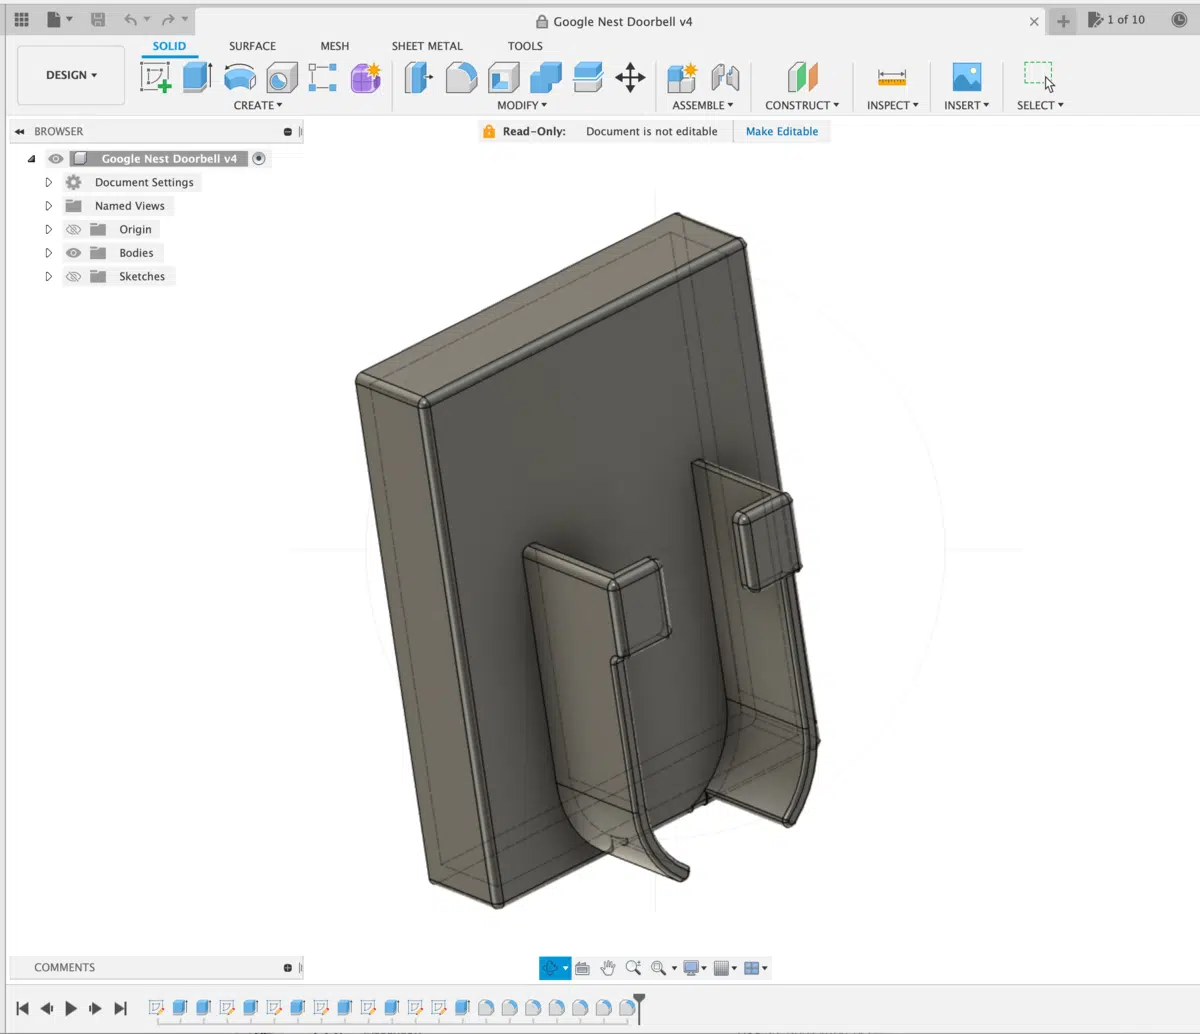 Google Nest Doorbell v4
1 of 10
SOLID SURFACE MESH SHEET METAL TOOLS
DESIGN
CREATE MODIFY ASSEMBLE CONSTRUCT INSPECT INSERT SELECT
BROWSER
Read-Only: Document is not editable Make Editable
Google Nest Doorbell v4
Document Settings
Named Views
Origin
Bodies
Sketches
COMMENTS